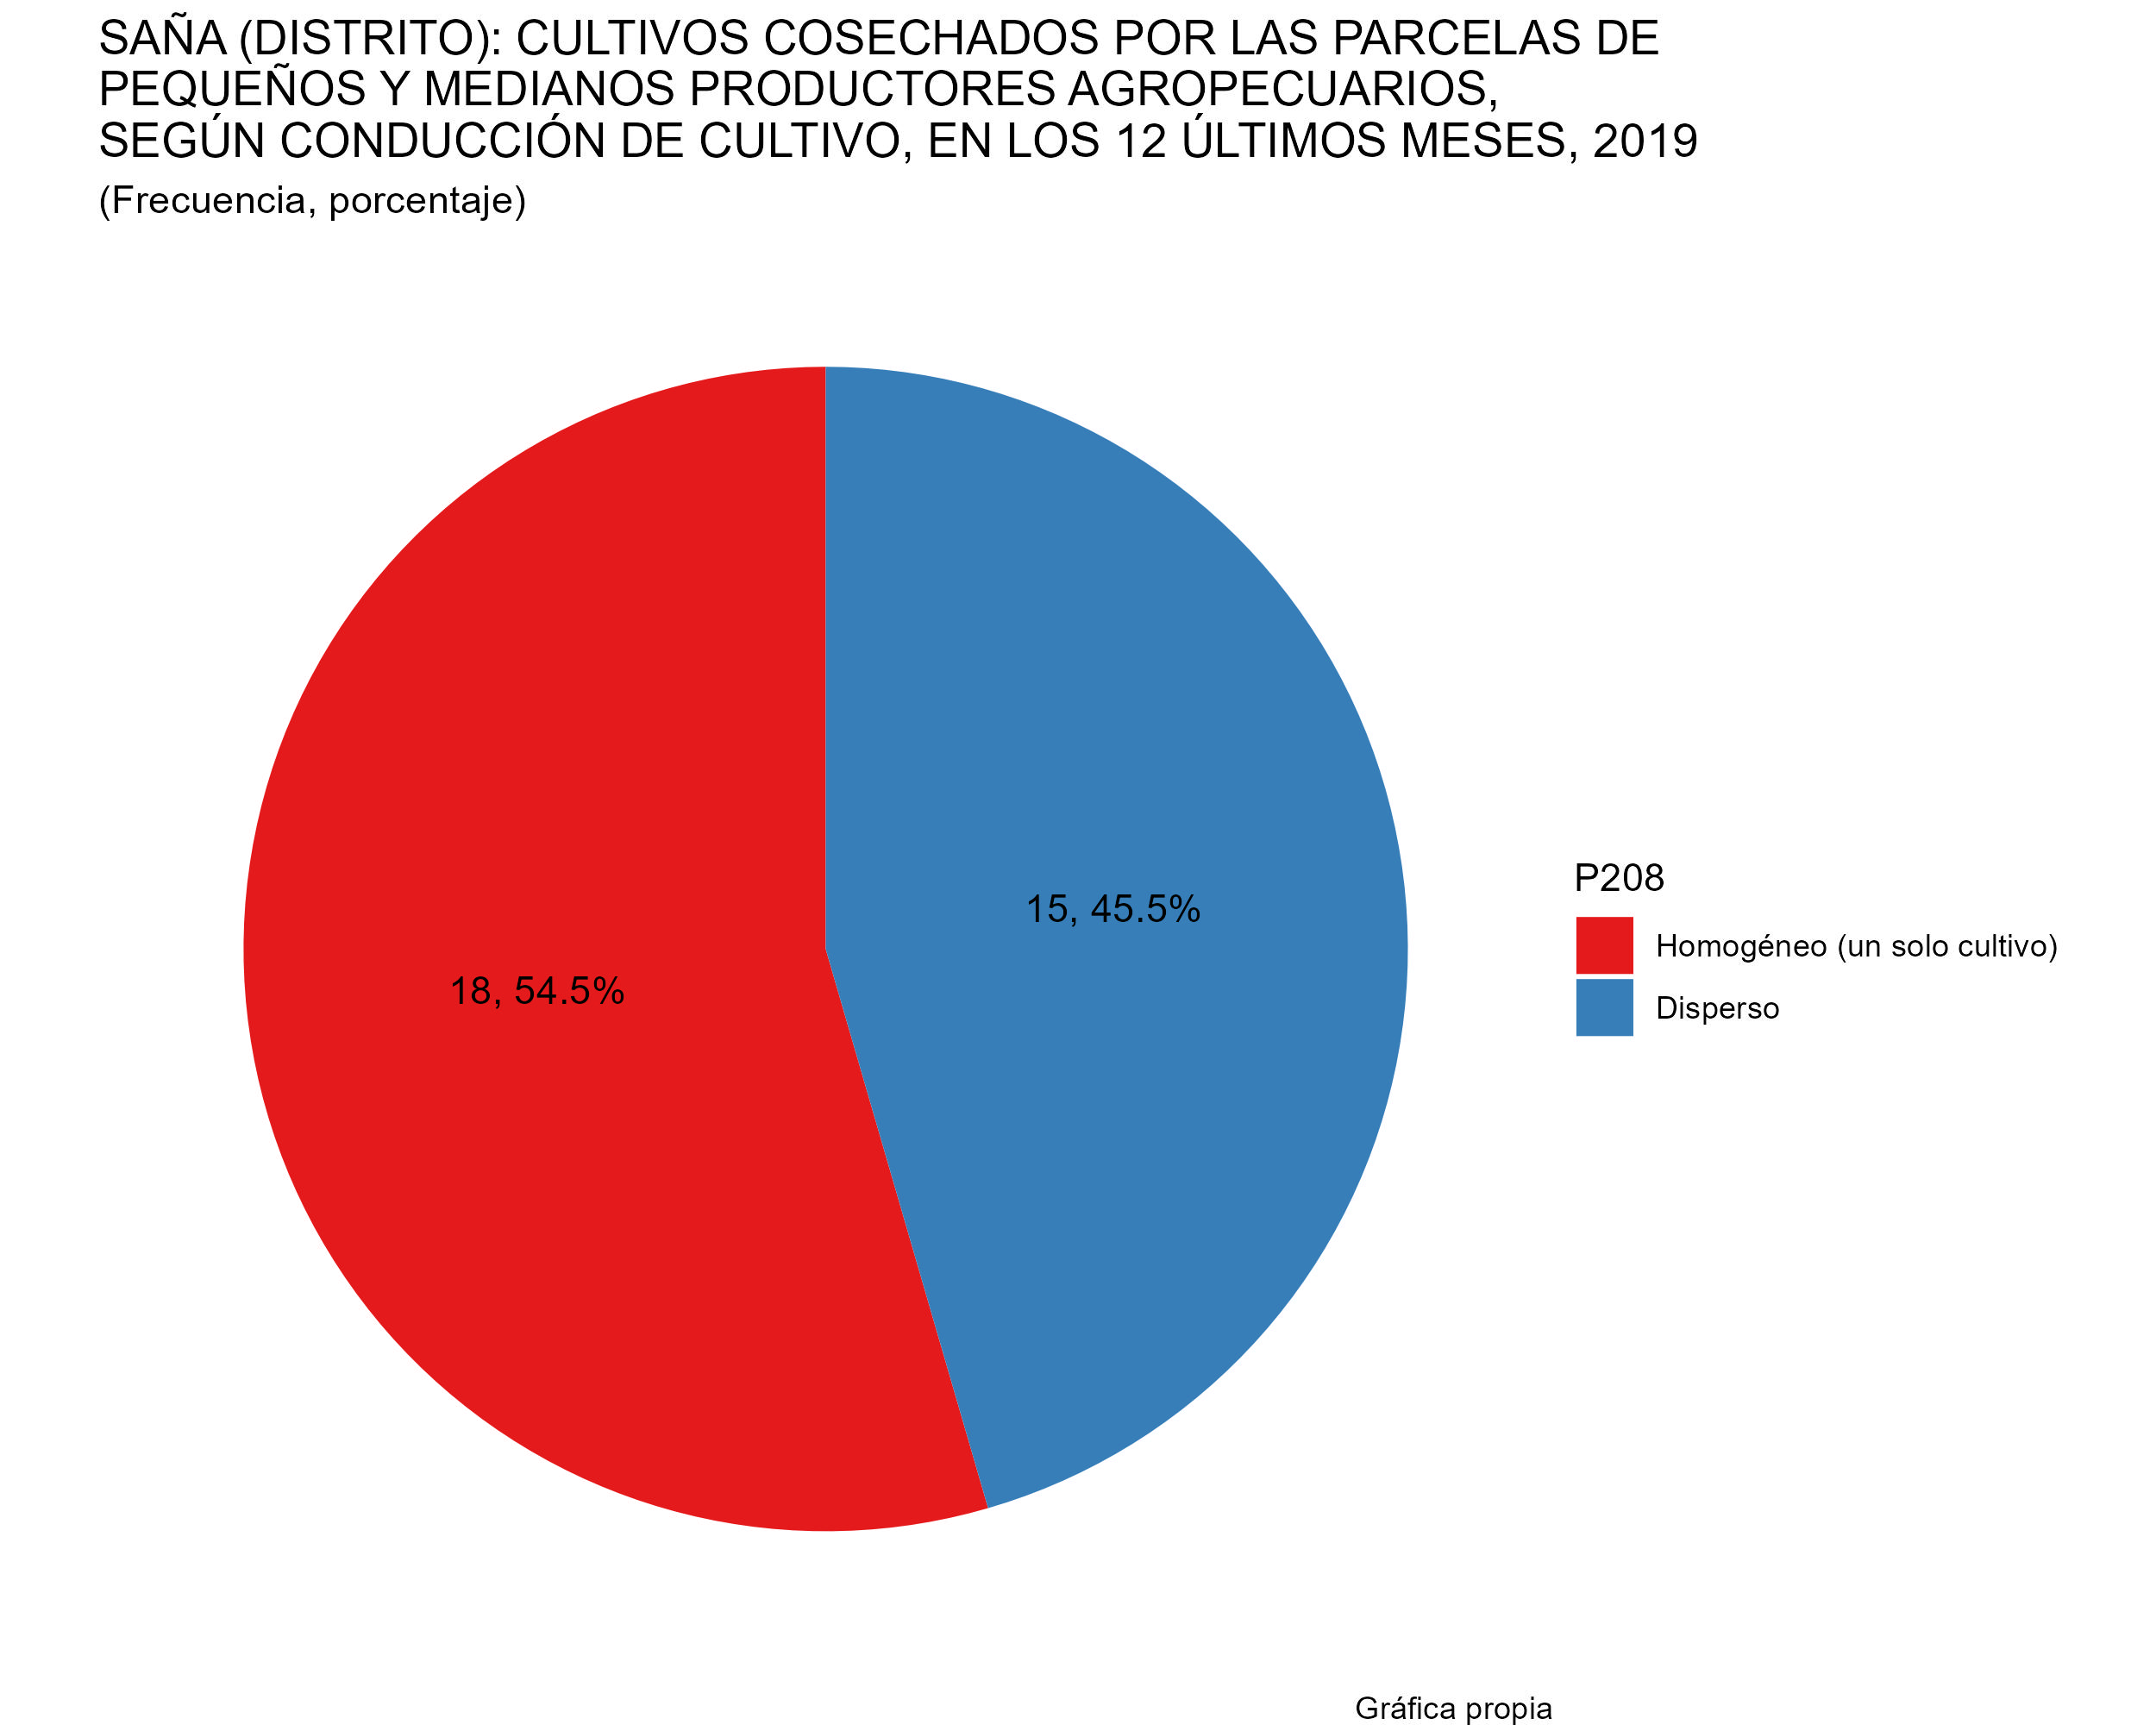 SAÑA (DISTRITO): CULTIVOS COSECHADOS POR LAS PARCELAS DE
PEQUEÑOS Y MEDIANOS PRODUCTORES AGROPECUARIOS,
SEGÚN CONDUCCIÓN DE CULTIVO, EN LOS 12 ÚLTIMOS MESES, 2019
(Frecuencia, porcentaje)
15, 45.5%
18, 54.5%
P208
Homogéneo (un solo cultivo)
Disperso
Gráfica propia